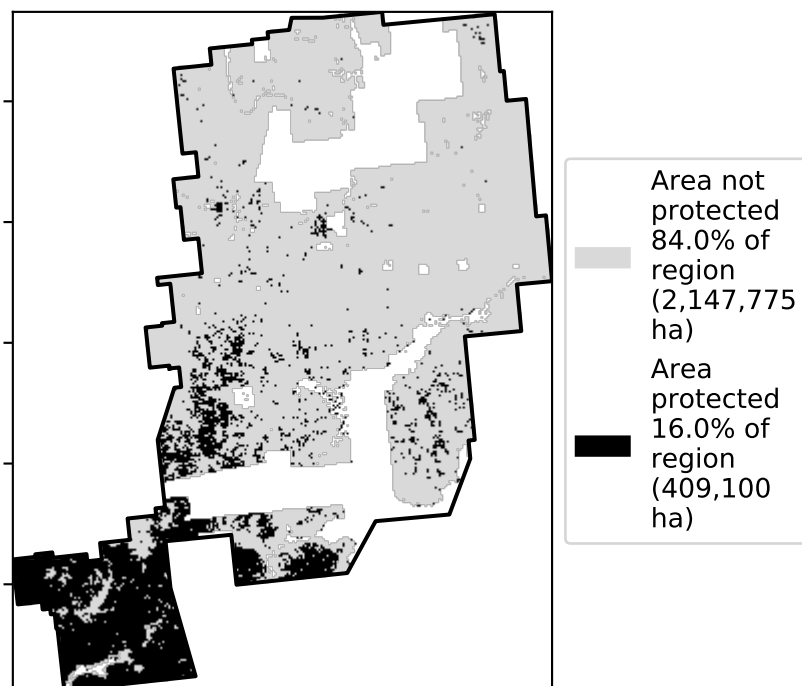 Area not
protected
84.0% of
region
(2,147,775
ha)
Area
protected
16.0% of
region
(409,100
ha)